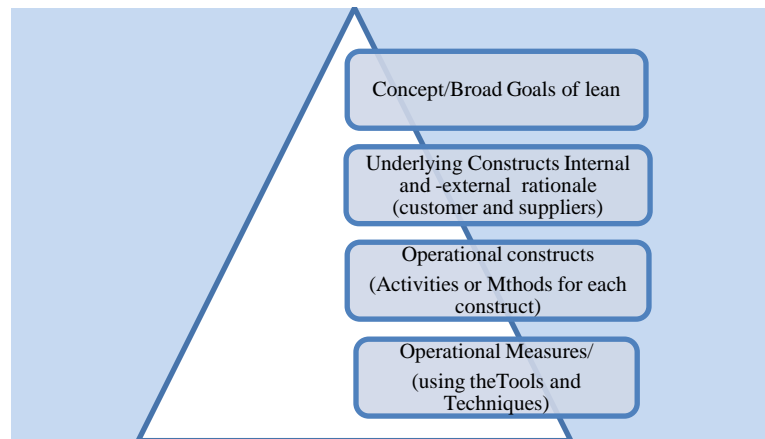 Concept/Broad Goals of lean
Underlying Constructs Internal
and -external rationale
(customer and suppliers)
Operational constructs
(Activities or Mthods for each
construct)
Operational Measures/
(using theTools and
Techniques)